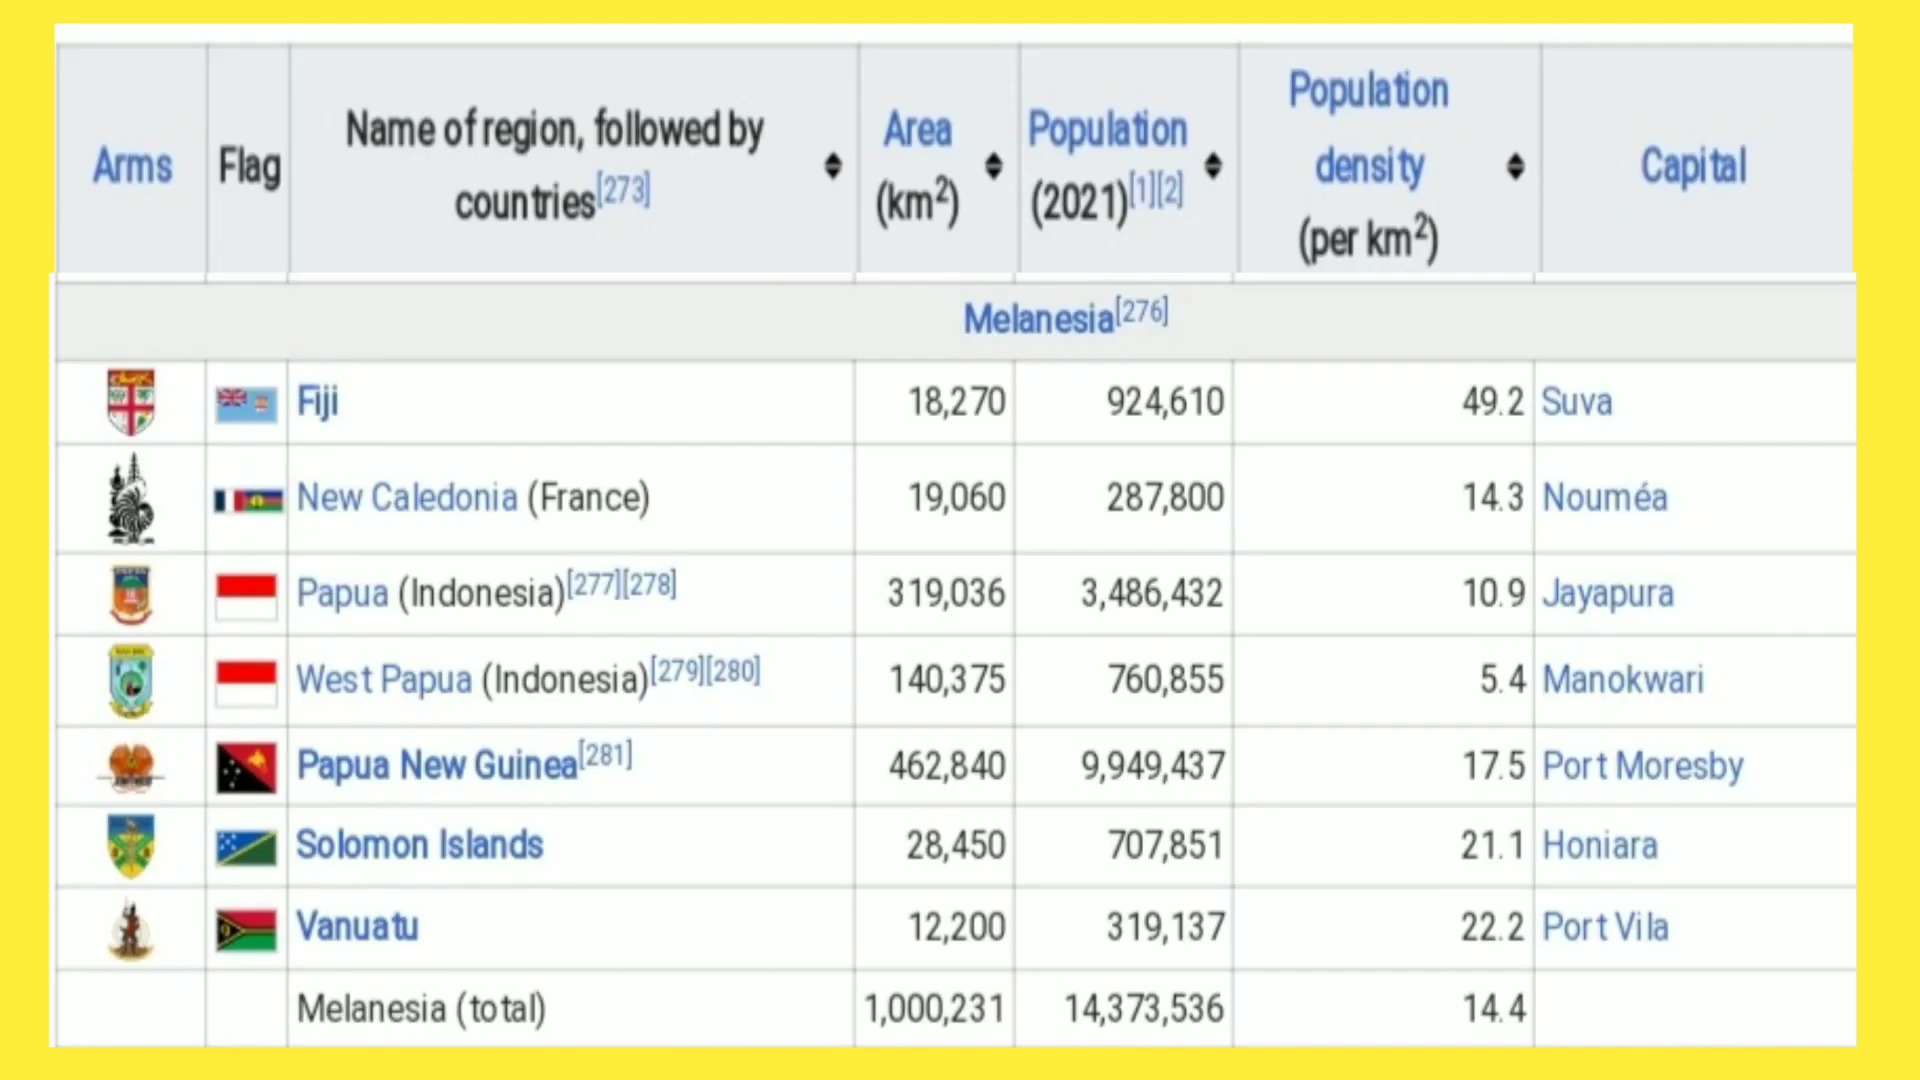 Arms Flag Name of region, followed by countries[273] Area (km2) Population (2021)[1][2] Population density (per km2) Capital
Melanesia[276]
Fiji 18,270 924,610 49.2 Suva
New Caledonia (France) 19,060 287,800 14.3 Nouméa
Papua (Indonesia)[277][278] 319,036 3,486,432 10.9 Jayapura
West Papua (Indonesia)[279][280] 140,375 760,855 5.4 Manokwari
Papua New Guinea[281] 462,840 9,949,437 17.5 Port Moresby
Solomon Islands 28,450 707,851 21.1 Honiara
Vanuatu 12,200 319,137 22.2 Port Vila
Melanesia (total) 1,000,231 14,373,536 14.4